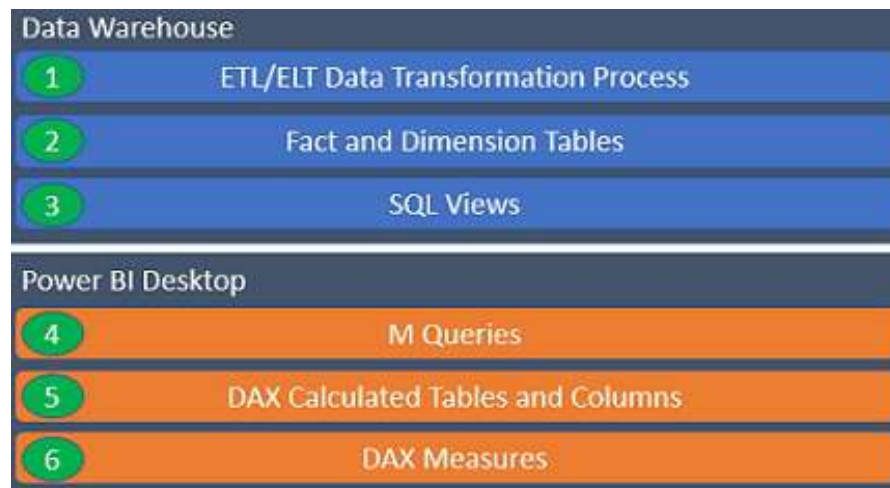 Data Warehouse
1 ETL/ELT Data Transformation Process
2 Fact and Dimension Tables
3 SQL Views
Power BI Desktop
4 M Queries
5 DAX Calculated Tables and Columns
6 DAX Measures